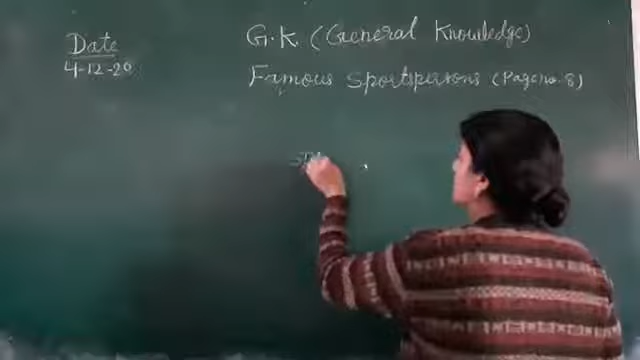 Date
4-12-20
G.K. (General Knowledge)
Famous Sportspersons (Page no. 8)